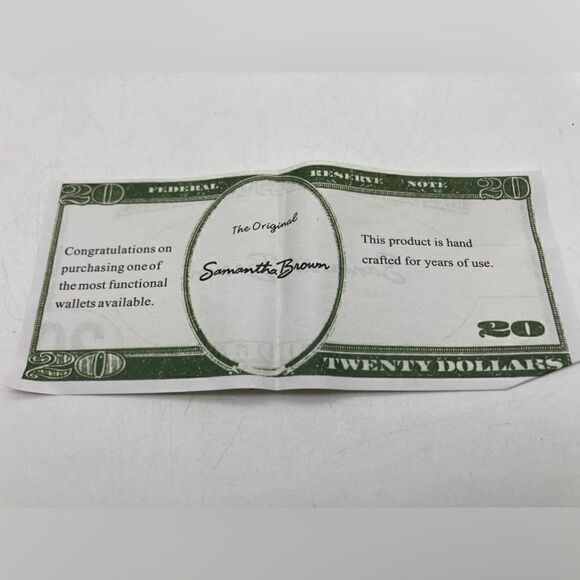 20 FEDERAL RESERVE NOTE 20
The Original
Samantha Brown
Congratulations on
purchasing one of
the most functional
wallets available.
This product is hand
crafted for years of use.
20
20 TWENTY DOLLARS